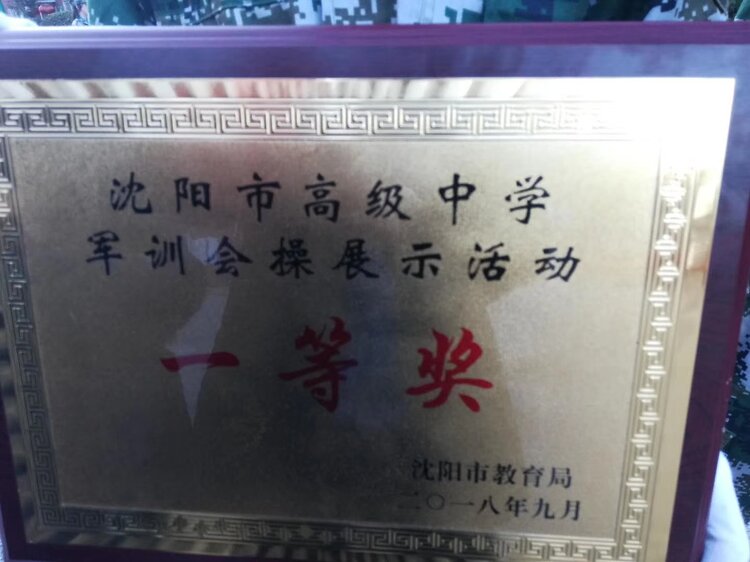 沈阳市高级中学
军训会操展示活动
一等奖
沈阳市教育局
二〇一八年九月